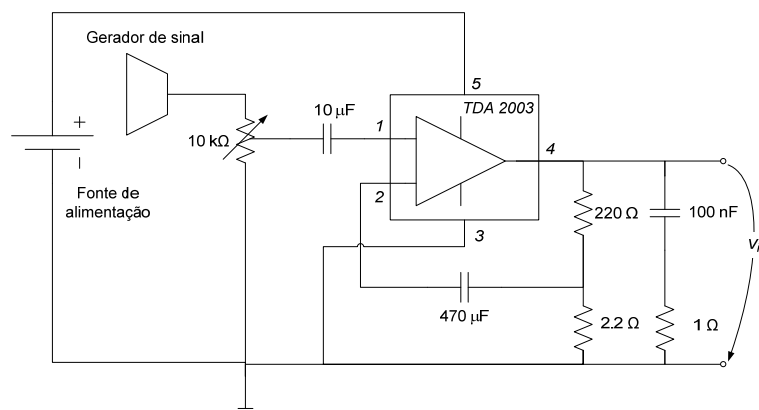 Gerador de sinal
5
TDA 2003
10 μF
1
4
10 kΩ
+
-
Fonte de
alimentação
2
3
220 Ω
100 nF
470 μF
2.2 Ω
1 Ω